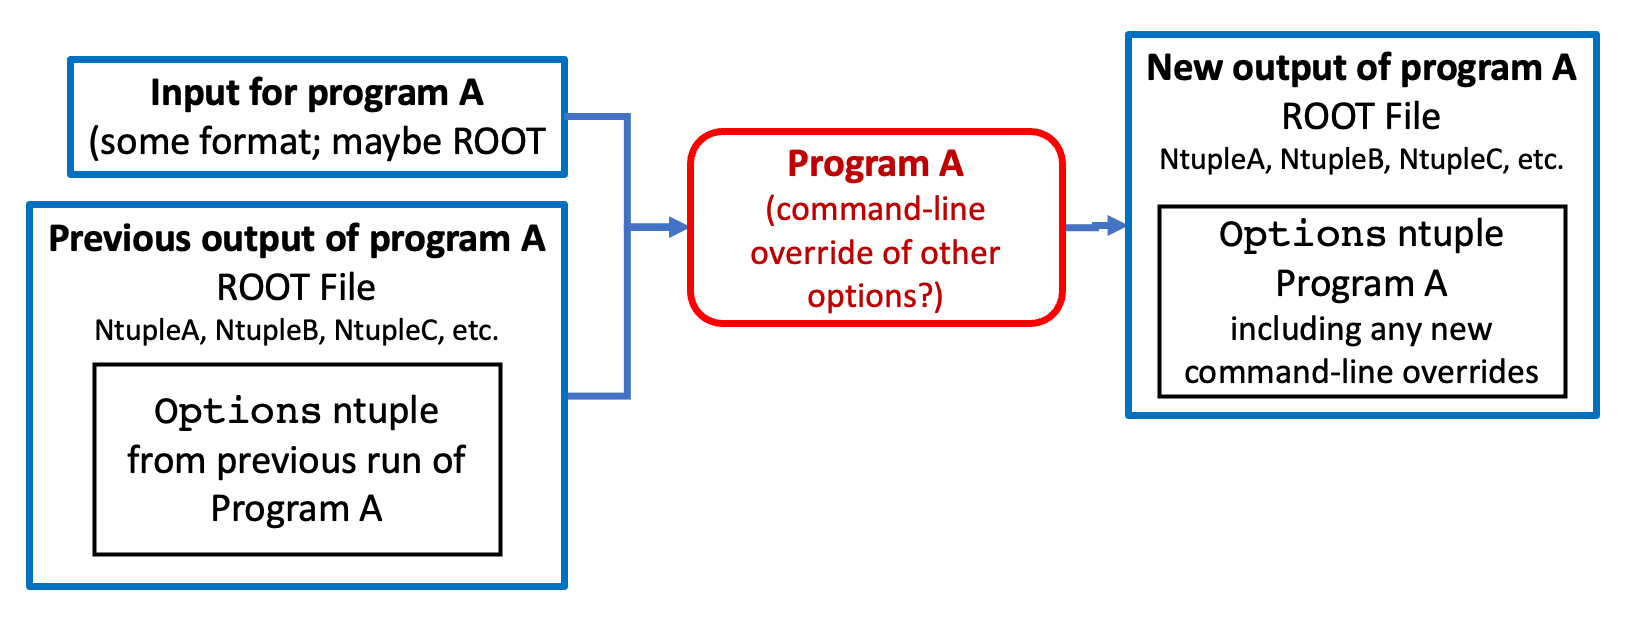 Input for program A
(some format; maybe ROOT
Previous output of program A
ROOT File
NtupleA, NtupleB, NtupleC, etc.
Options ntuple
from previous run of
Program A
Program A
(command-line
override of other
options?)
New output of program A
ROOT File
NtupleA, NtupleB, NtupleC, etc.
Options ntuple
Program A
including any new
command-line overrides